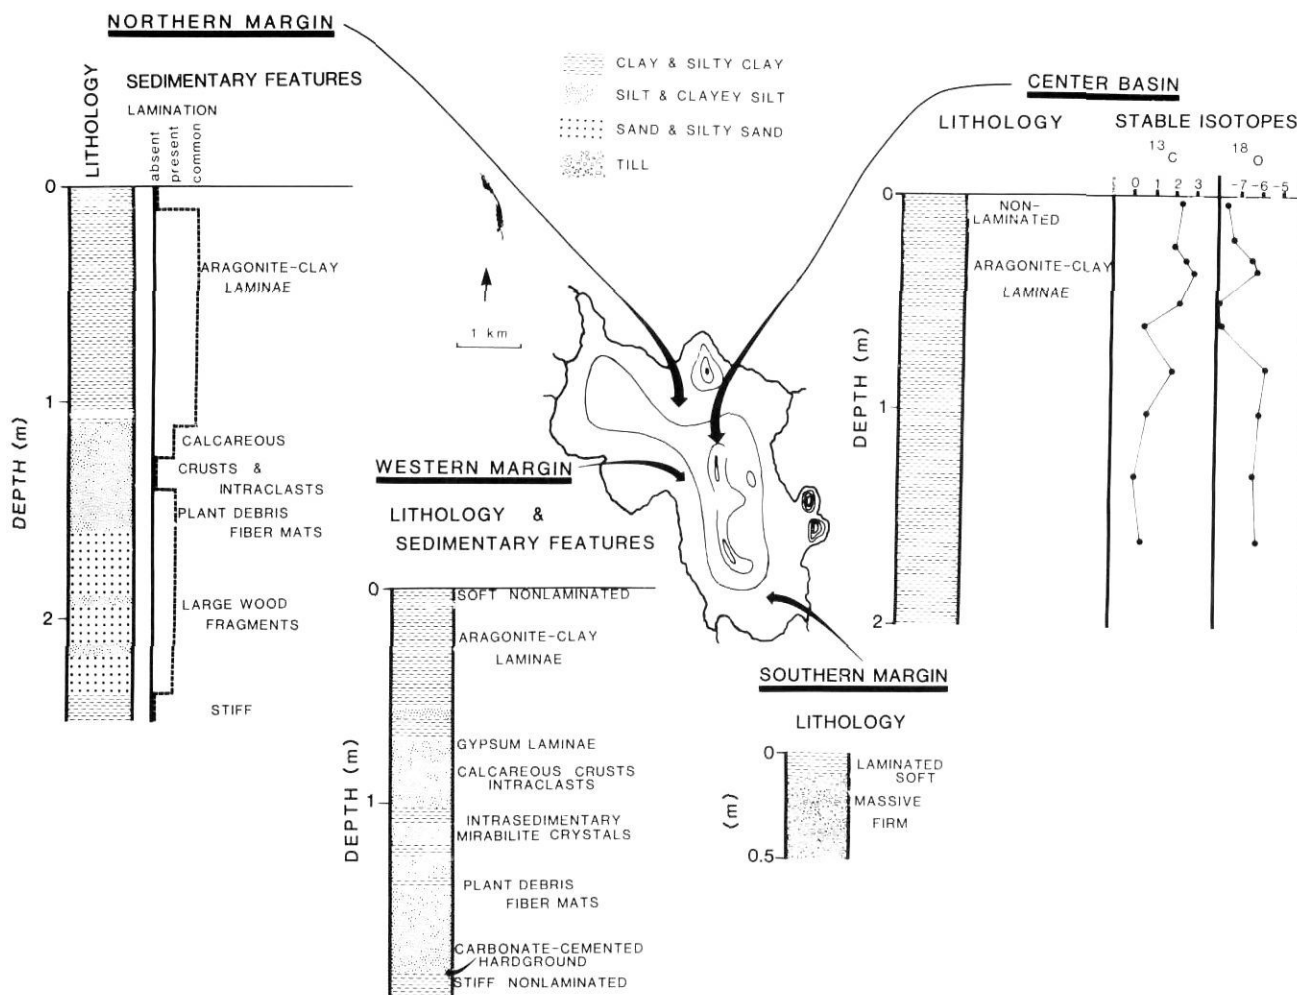 NORTHERN MARGIN
SEDIMENTARY FEATURES
LITHOLOGY
LAMINATION
absent
present
common
0
ARAGONITE-CLAY
LAMINAE
1
CALCAREOUS
CRUSTS &
INTRACLASTS
PLANT DEBRIS
FIBER MATS
2
LARGE WOOD
FRAGMENTS
STIFF
DEPTH (m)
CLAY & SILTY CLAY
SILT & CLAYEY SILT
SAND & SILTY SAND
TILL
1 km
CENTER BASIN
LITHOLOGY
STABLE ISOTOPES
13 C
18 O
0 1 2 3
-7 -6 -5
0
NON-
LAMINATED
ARAGONITE-CLAY
LAMINAE
DEPTH (m)
1
2
WESTERN MARGIN
LITHOLOGY &
SEDIMENTARY FEATURES
0
SOFT NONLAMINATED
ARAGONITE-CLAY
LAMINAE
GYPSUM LAMINAE
CALCAREOUS CRUSTS
INTRACLASTS
DEPTH (m)
1
INTRASEDIMENTARY
MIRABILITE CRYSTALS
PLANT DEBRIS
FIBER MATS
CARBONATE-CEMENTED
HARDGROUND
STIFF NONLAMINATED
SOUTHERN MARGIN
LITHOLOGY
0
LAMINATED
SOFT
MASSIVE
FIRM
(m)
0.5